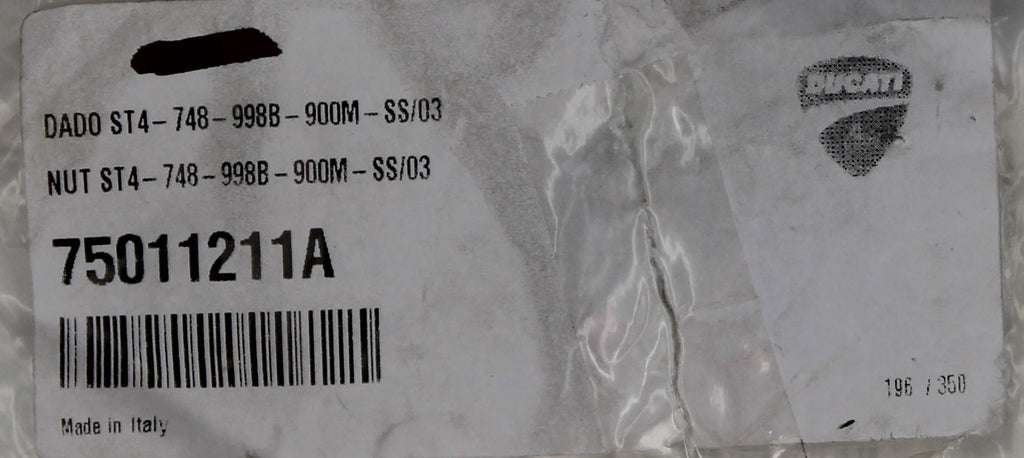 DADO ST4-748-998B-900M-SS/03
NUT ST4-748-998B-900M-SS/03
75011211A
Made in Italy
DUCATI
196 / 350